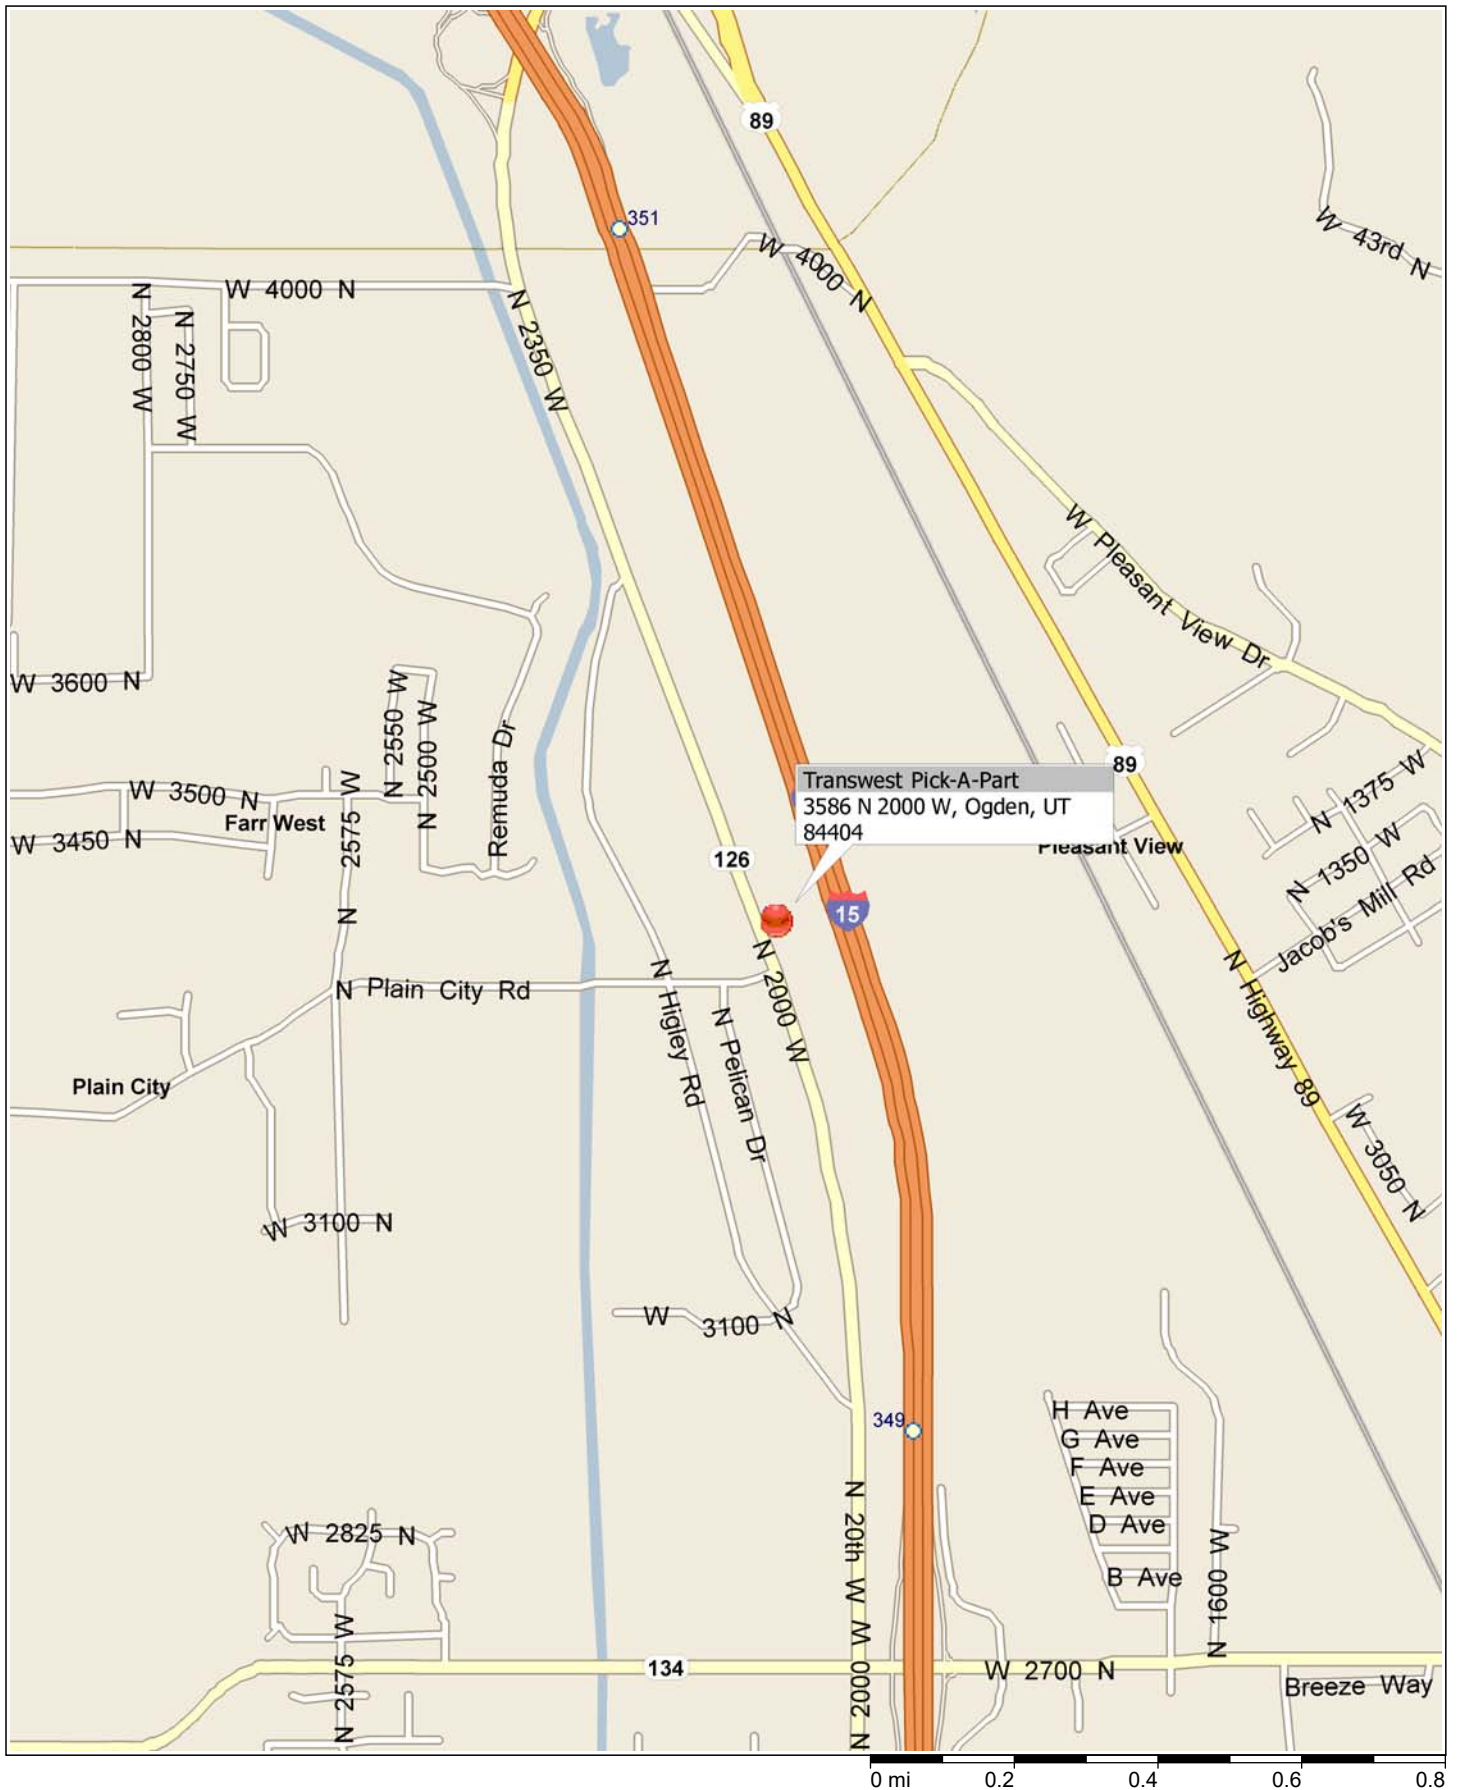 89
351
W 43rd N
W 4000 N
W 4000 N
N 2800 W
N 2750 W
N 2350 W
W Pleasant View Dr
W 3600 N
N 2550 W
N 2500 W
Remuda Dr
89
Transwest Pick-A-Part
3586 N 2000 W, Ogden, UT
84404
W 3500 N
Farr West
N 2575 W
W 3450 N
126
Pleasant View
N 1375 W
N 1350 W
Jacob's Mill Rd
15
N Plain City Rd
N Higley Rd
N Pelican Dr
N 2000 W
N Highway 89
Plain City
W 3050 N
W 3100 N
W 3100 N
349
H Ave
G Ave
F Ave
E Ave
D Ave
B Ave
N 1600 W
N 20th W
W 2825 N
N 2575 W
134
N 2000 W
W 2700 N
Breeze Way
0 mi 0.2 0.4 0.6 0.8